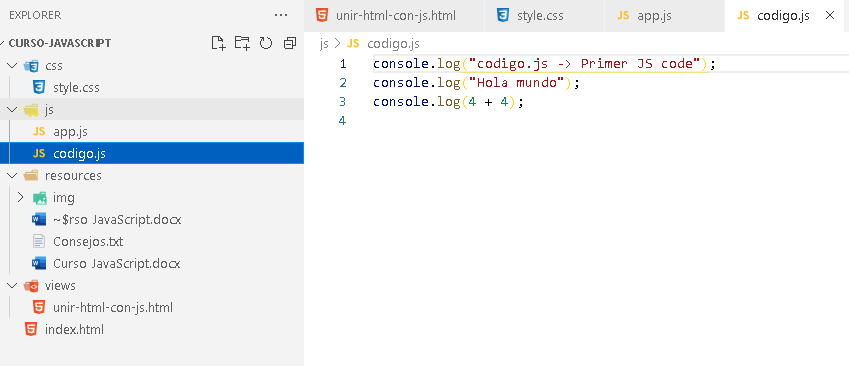 EXPLORER ...
CURSO-JAVASCRIPT
css
style.css
js
JS app.js
JS codigo.js
resources
img
~$rso JavaScript.docx
Consejos.txt
Curso JavaScript.docx
views
unir-html-con-js.html
index.html
unir-html-con-js.html style.css JS app.js JS codigo.js
js > JS codigo.js
1 console.log("codigo.js -> Primer JS code");
2 console.log("Hola mundo");
3 console.log(4 + 4);
4